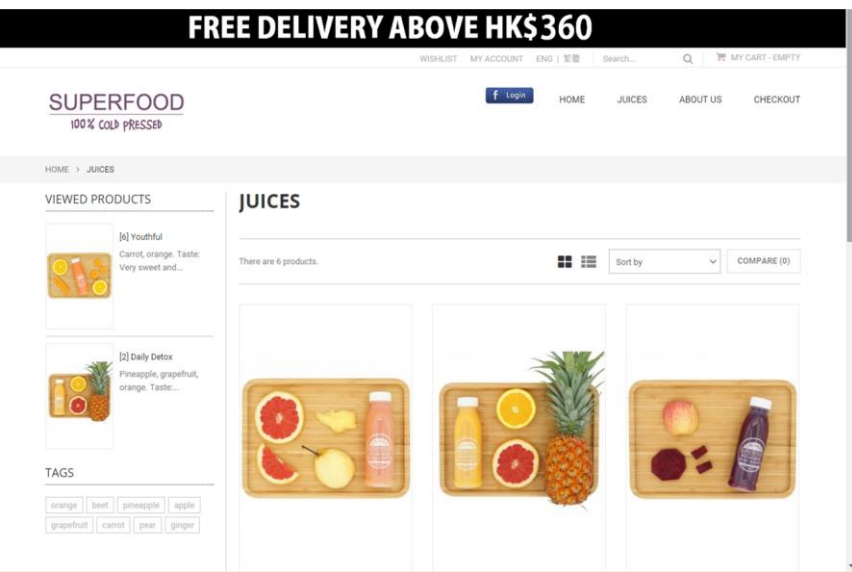 FREE DELIVERY ABOVE HK$360
WISHLIST MY ACCOUNT ENG | 繁體 Search... MY CART - EMPTY
SUPERFOOD
100% COLD PRESSED
f Login HOME JUICES ABOUT US CHECKOUT
HOME > JUICES
VIEWED PRODUCTS
[6] Youthful
Carrot, orange. Taste:
Very sweet and...
[2] Daily Detox
Pineapple, grapefruit,
orange. Taste:...
TAGS
orange beet pineapple apple
grapefruit carrot pear ginger
JUICES
There are 6 products. Sort by COMPARE (0)